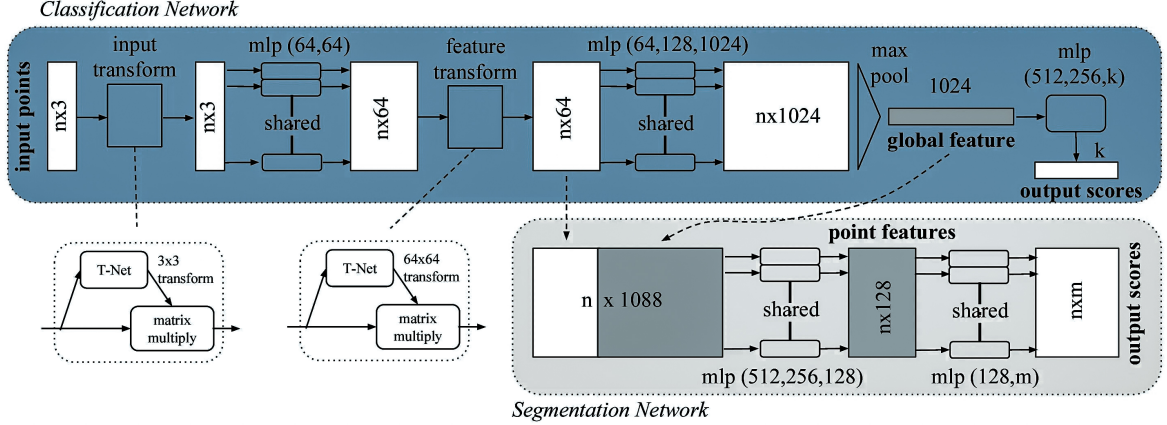 Classification Network
input points
nx3
input
transform
nx3
mlp (64,64)
shared
nx64
feature
transform
nx64
mlp (64,128,1024)
shared
nx1024
max
pool
1024
global feature
mlp
(512,256,k)
k
output scores
T-Net
3x3
transform
matrix
multiply
T-Net
64x64
transform
matrix
multiply
point features
n x 1088
shared
mlp (512,256,128)
nx128
shared
mlp (128,m)
nxm
output scores
Segmentation Network